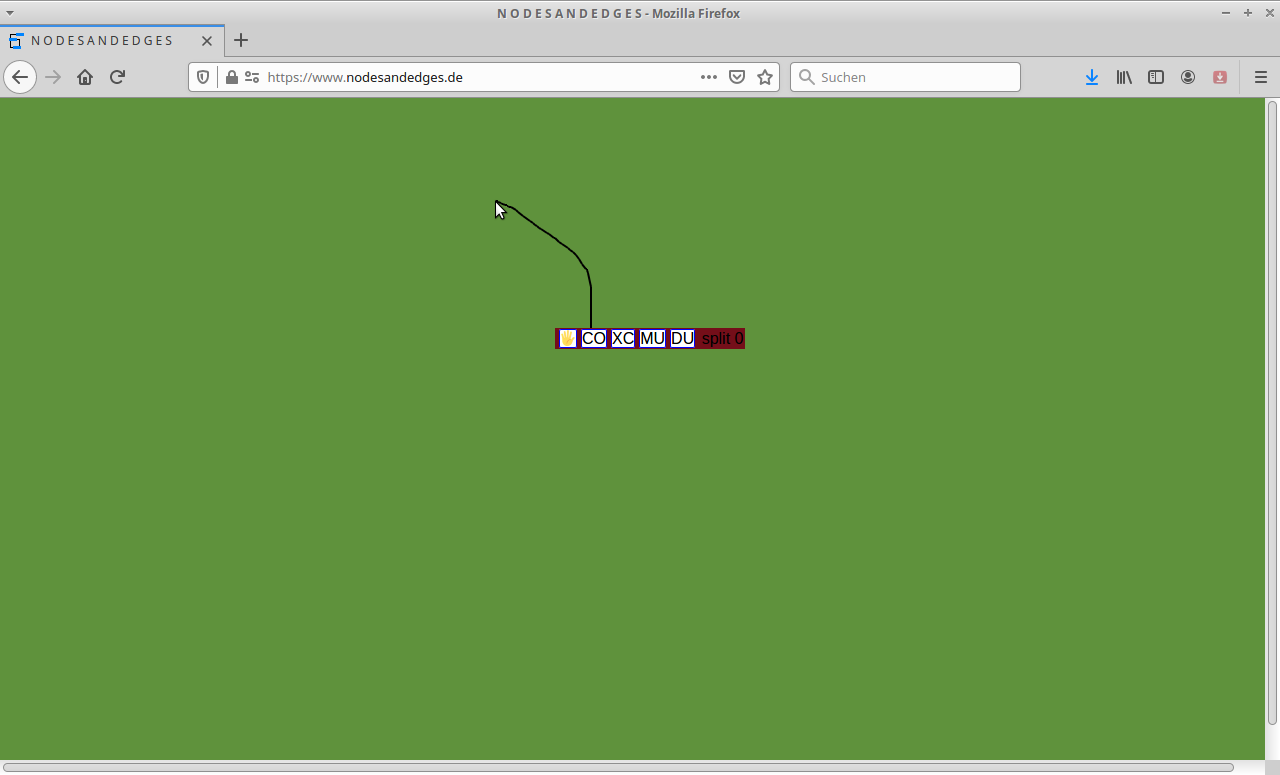 N O D E S A N D E D G E S - Mozilla Firefox
N O D E S A N D E D G E S
https://www.nodesandedges.de
Suchen
CO XC MU DU split 0